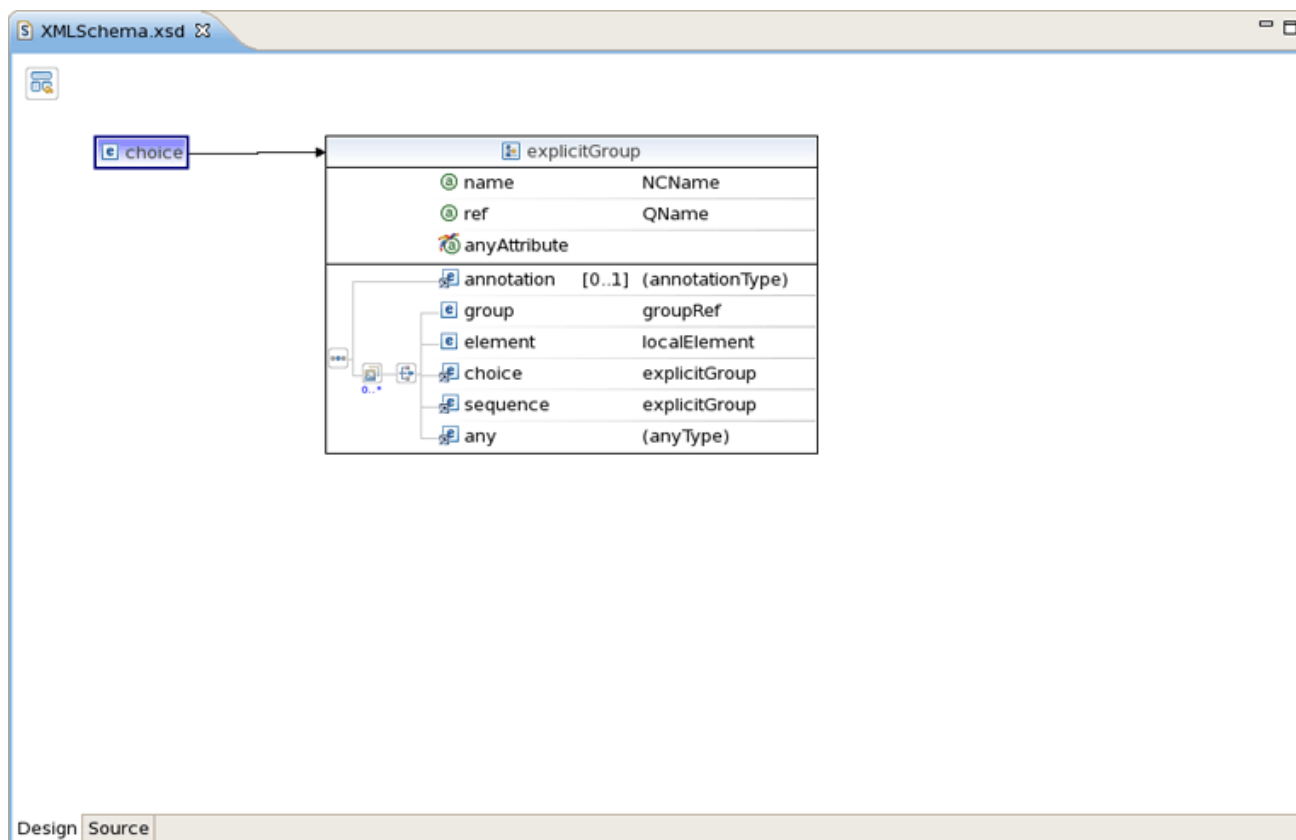 XMLSchema.xsd
choice
explicitGroup
name NCName
ref QName
anyAttribute
annotation [0..1] (annotationType)
group groupRef
element localElement
choice explicitGroup
0..*
sequence explicitGroup
any (anyType)
Design Source